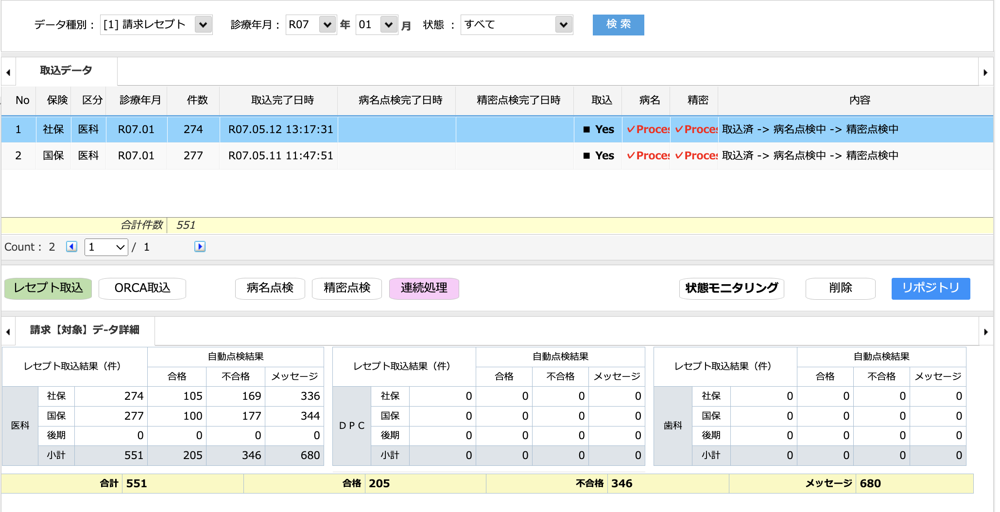 データ種別： [1] 請求レセプト 診療年月： R07 年 01 月 状態 ： すべて 検 索
取込データ
No 保険 区分 診療年月 件数 取込完了日時 病名点検完了日時 精密点検完了日時 取込 病名 精密 内容
1 社保 医科 R07.01 274 R07.05.12 13:17:31 ■ Yes ✓Proces ✓Proces 取込済 -> 病名点検中 -> 精密点検中
2 国保 医科 R07.01 277 R07.05.11 11:47:51 ■ Yes ✓Proces ✓Proces 取込済 -> 病名点検中 -> 精密点検中
合計件数 551
Count : 2 1 / 1
レセプト取込 ORCA取込 病名点検 精密点検 連続処理 状態モニタリング 削除 リポジトリ
請求【対象】データ詳細
レセプト取込結果（件） 自動点検結果
合格 不合格 メッセージ
医科
社保 274 105 169 336
国保 277 100 177 344
後期 0 0 0 0
小計 551 205 346 680
レセプト取込結果（件） 自動点検結果
合格 不合格 メッセージ
ＤＰＣ
社保 0 0 0 0
国保 0 0 0 0
後期 0 0 0 0
小計 0 0 0 0
レセプト取込結果（件） 自動点検結果
合格 不合格 メッセージ
歯科
社保 0 0 0 0
国保 0 0 0 0
後期 0 0 0 0
小計 0 0 0 0
合計 551 合格 205 不合格 346 メッセージ 680